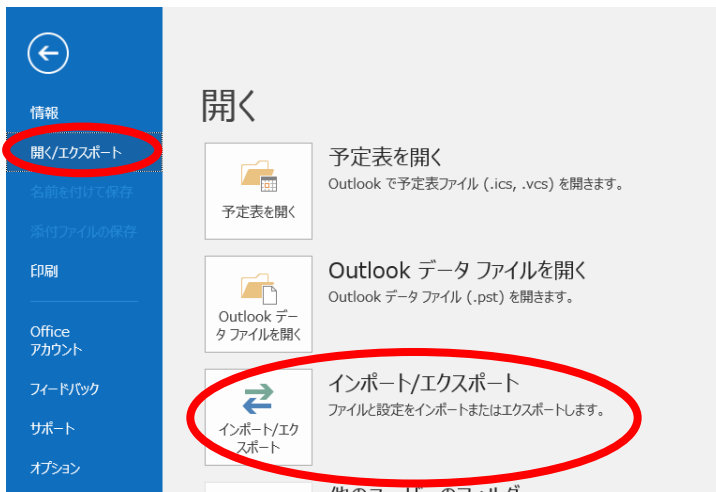 情報
開く/エクスポート
名前を付けて保存
添付ファイルの保存
印刷
Office
アカウント
フィードバック
サポート
オプション
開く
予定表を開く
予定表を開く
Outlook で予定表ファイル (.ics, .vcs) を開きます。
Outlook デー
タ ファイルを開く
Outlook データ ファイルを開く
Outlook データ ファイル (.pst) を開きます。
インポート/エク
スポート
インポート/エクスポート
ファイルと設定をインポートまたはエクスポートします。